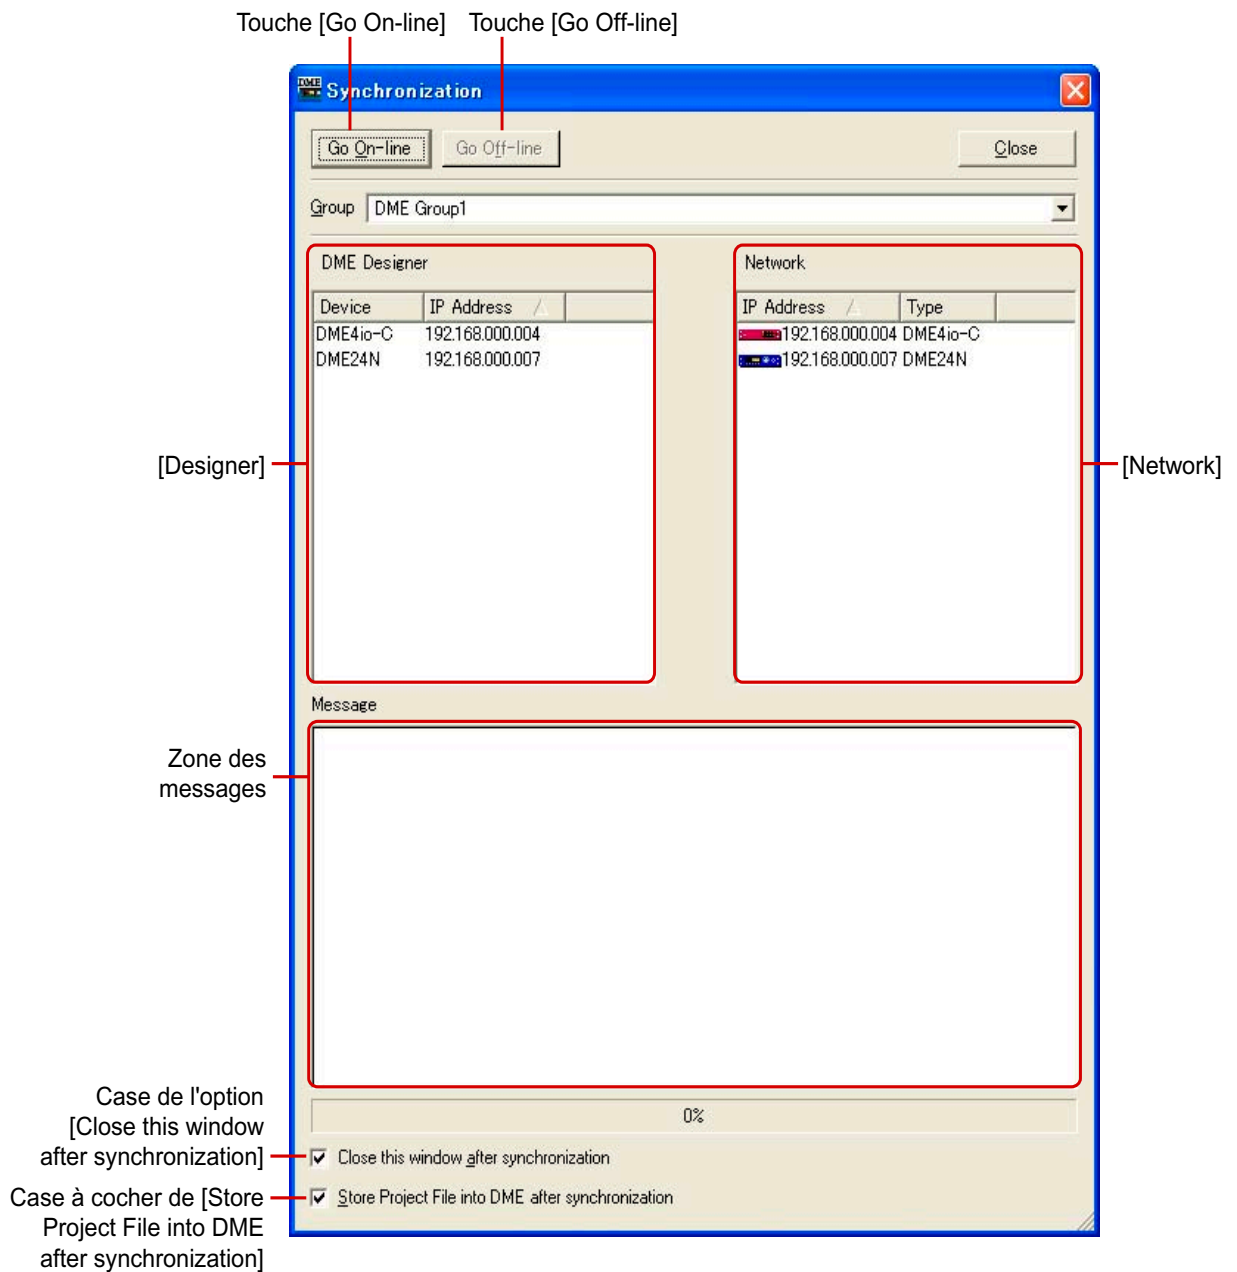 Touche [Go On-line] Touche [Go Off-line]
DME Synchronization
Go On-line Go Off-line Close
Group DME Group1
DME Designer Network
Device IP Address IP Address Type
DME4io-C 192.168.000.004 192.168.000.004 DME4io-C
DME24N 192.168.000.007 192.168.000.007 DME24N
[Designer] [Network]
Message
Zone des
messages
0%
Case de l'option
[Close this window
after synchronization] Close this window after synchronization
Case à cocher de [Store Store Project File into DME after synchronization
Project File into DME
after synchronization]